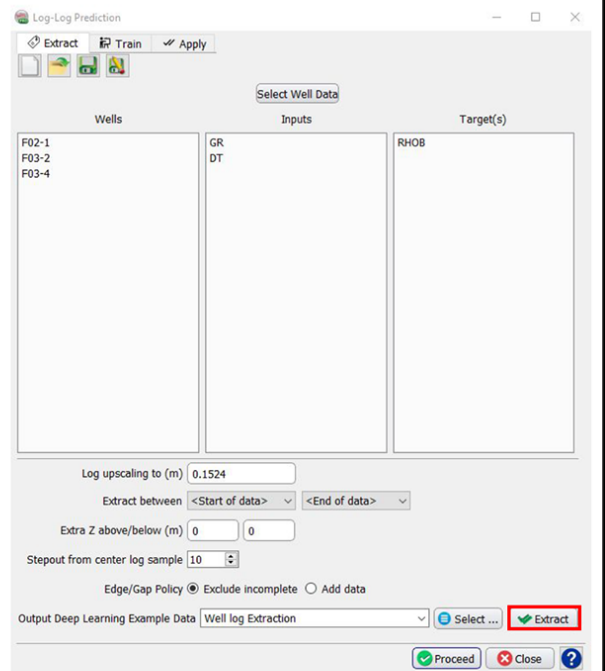 Log-Log Prediction
Extract Train Apply
Select Well Data
Wells Inputs Target(s)
F02-1 GR RHOB
F03-2 DT
F03-4
Log upscaling to (m) 0.1524
Extract between <Start of data> <End of data>
Extra Z above/below (m) 0 0
Stepout from center log sample 10
Edge/Gap Policy Exclude incomplete Add data
Output Deep Learning Example Data Well log Extraction Select ... Extract
Proceed Close ?